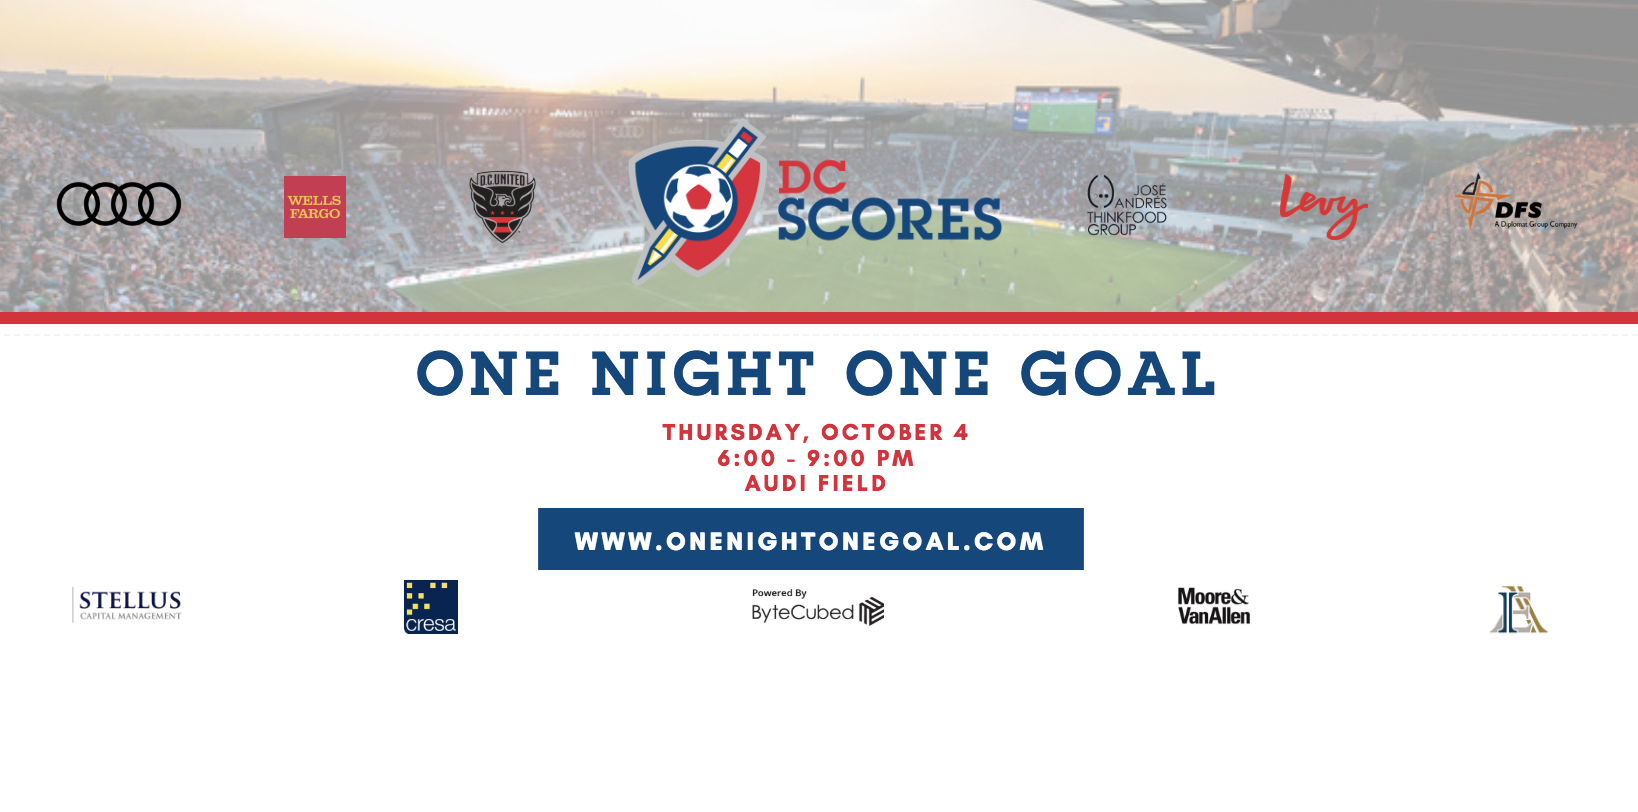 WELLS
FARGO
D.C.UNITED
DC
SCORES
JOSÉ
ANDRÉS
THINKFOOD
GROUP
Levy
DFS
A Diplomat Group Company
ONE NIGHT ONE GOAL
THURSDAY, OCTOBER 4
6:00 - 9:00 PM
AUDI FIELD
WWW.ONENIGHTONEGOAL.COM
STELLUS
CAPITAL MANAGEMENT
cresa
Powered By
ByteCubed
Moore&
VanAllen